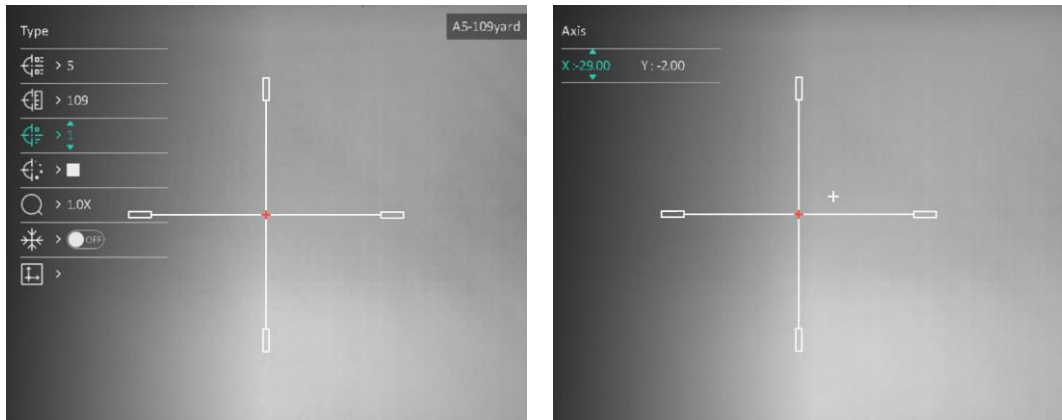 Type
A5-109yard
> 5
> 109
> 1
>
> 1.0X
> OFF
>
Axis
X :-29.00 Y : -2.00